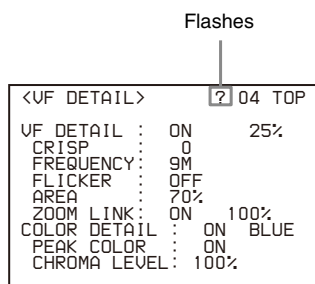 Flashes
<VF DETAIL> ? 04 TOP
VF DETAIL : ON 25%
CRISP : 0
FREQUENCY: 9M
FLICKER : OFF
AREA : 70%
ZOOM LINK: ON 100%
COLOR DETAIL : ON BLUE
PEAK COLOR : ON
CHROMA LEVEL: 100%